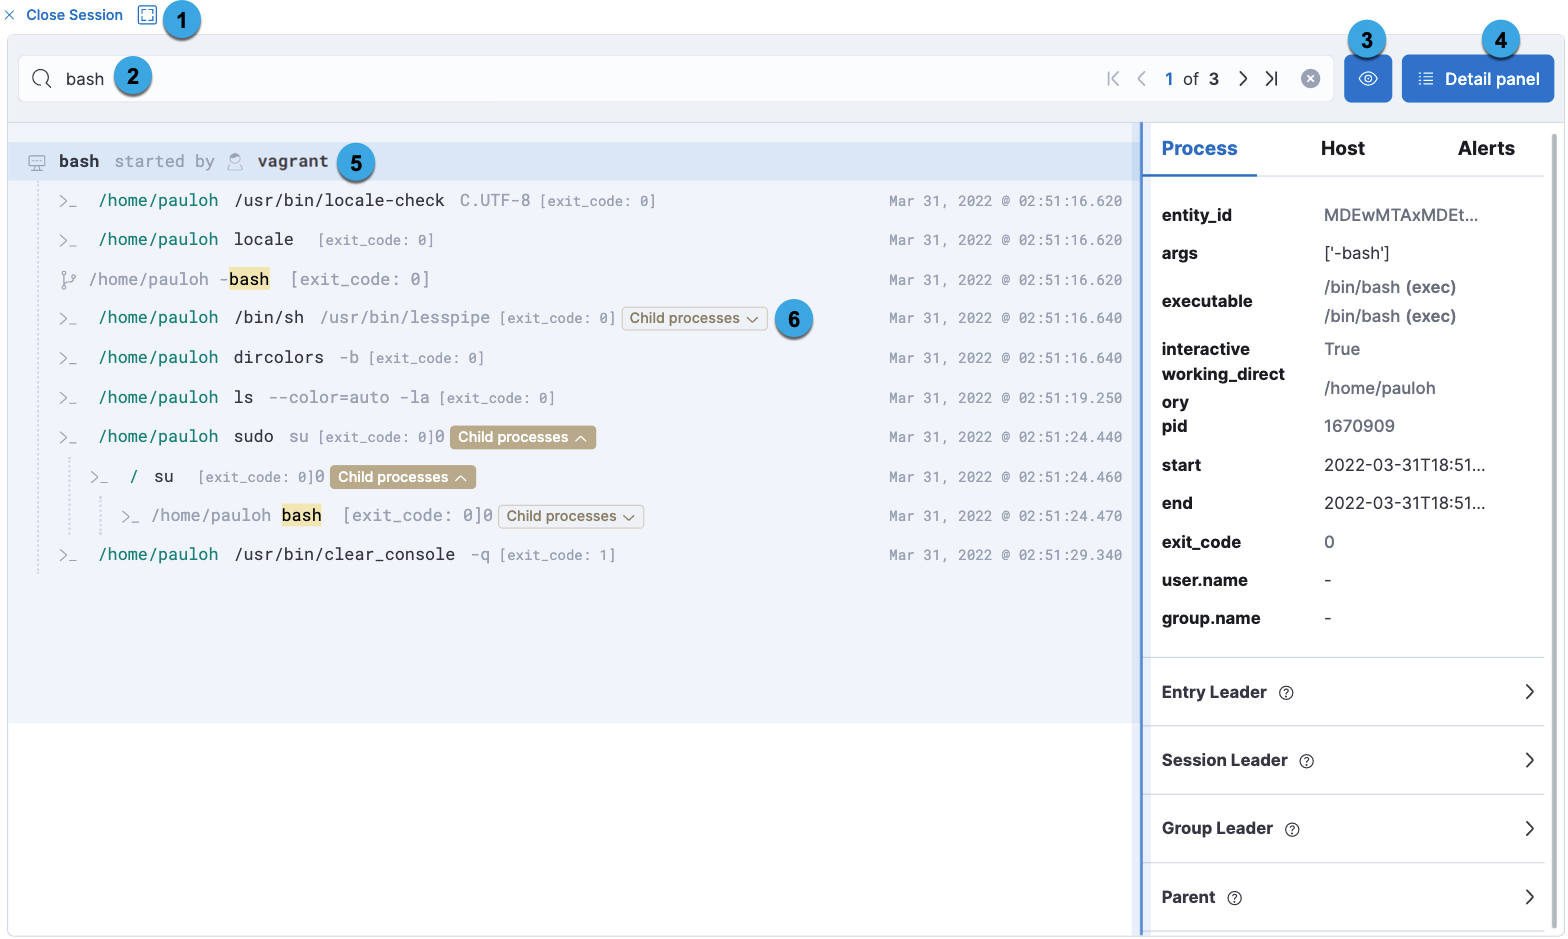 Close Session 1
2 bash 1 of 3 3 4 Detail panel
bash started by vagrant 5
>_ /home/pauloh /usr/bin/locale-check C.UTF-8 [exit_code: 0] Mar 31, 2022 @ 02:51:16.620
>_ /home/pauloh locale [exit_code: 0] Mar 31, 2022 @ 02:51:16.620
/home/pauloh -bash [exit_code: 0] Mar 31, 2022 @ 02:51:16.620
>_ /home/pauloh /bin/sh /usr/bin/lesspipe [exit_code: 0] Child processes 6 Mar 31, 2022 @ 02:51:16.640
>_ /home/pauloh dircolors -b [exit_code: 0] Mar 31, 2022 @ 02:51:16.640
>_ /home/pauloh ls --color=auto -la [exit_code: 0] Mar 31, 2022 @ 02:51:19.250
>_ /home/pauloh sudo su [exit_code: 0]0 Child processes Mar 31, 2022 @ 02:51:24.440
>_ / su [exit_code: 0]0 Child processes Mar 31, 2022 @ 02:51:24.460
>_ /home/pauloh bash [exit_code: 0]0 Child processes Mar 31, 2022 @ 02:51:24.470
>_ /home/pauloh /usr/bin/clear_console -q [exit_code: 1] Mar 31, 2022 @ 02:51:29.340
Process Host Alerts
entity_id MDEwMTAxMDEt...
args ['-bash']
executable /bin/bash (exec)
/bin/bash (exec)
interactive True
working_direct
ory /home/pauloh
pid 1670909
start 2022-03-31T18:51...
end 2022-03-31T18:51...
exit_code 0
user.name -
group.name -
Entry Leader ?
Session Leader ?
Group Leader ?
Parent ?